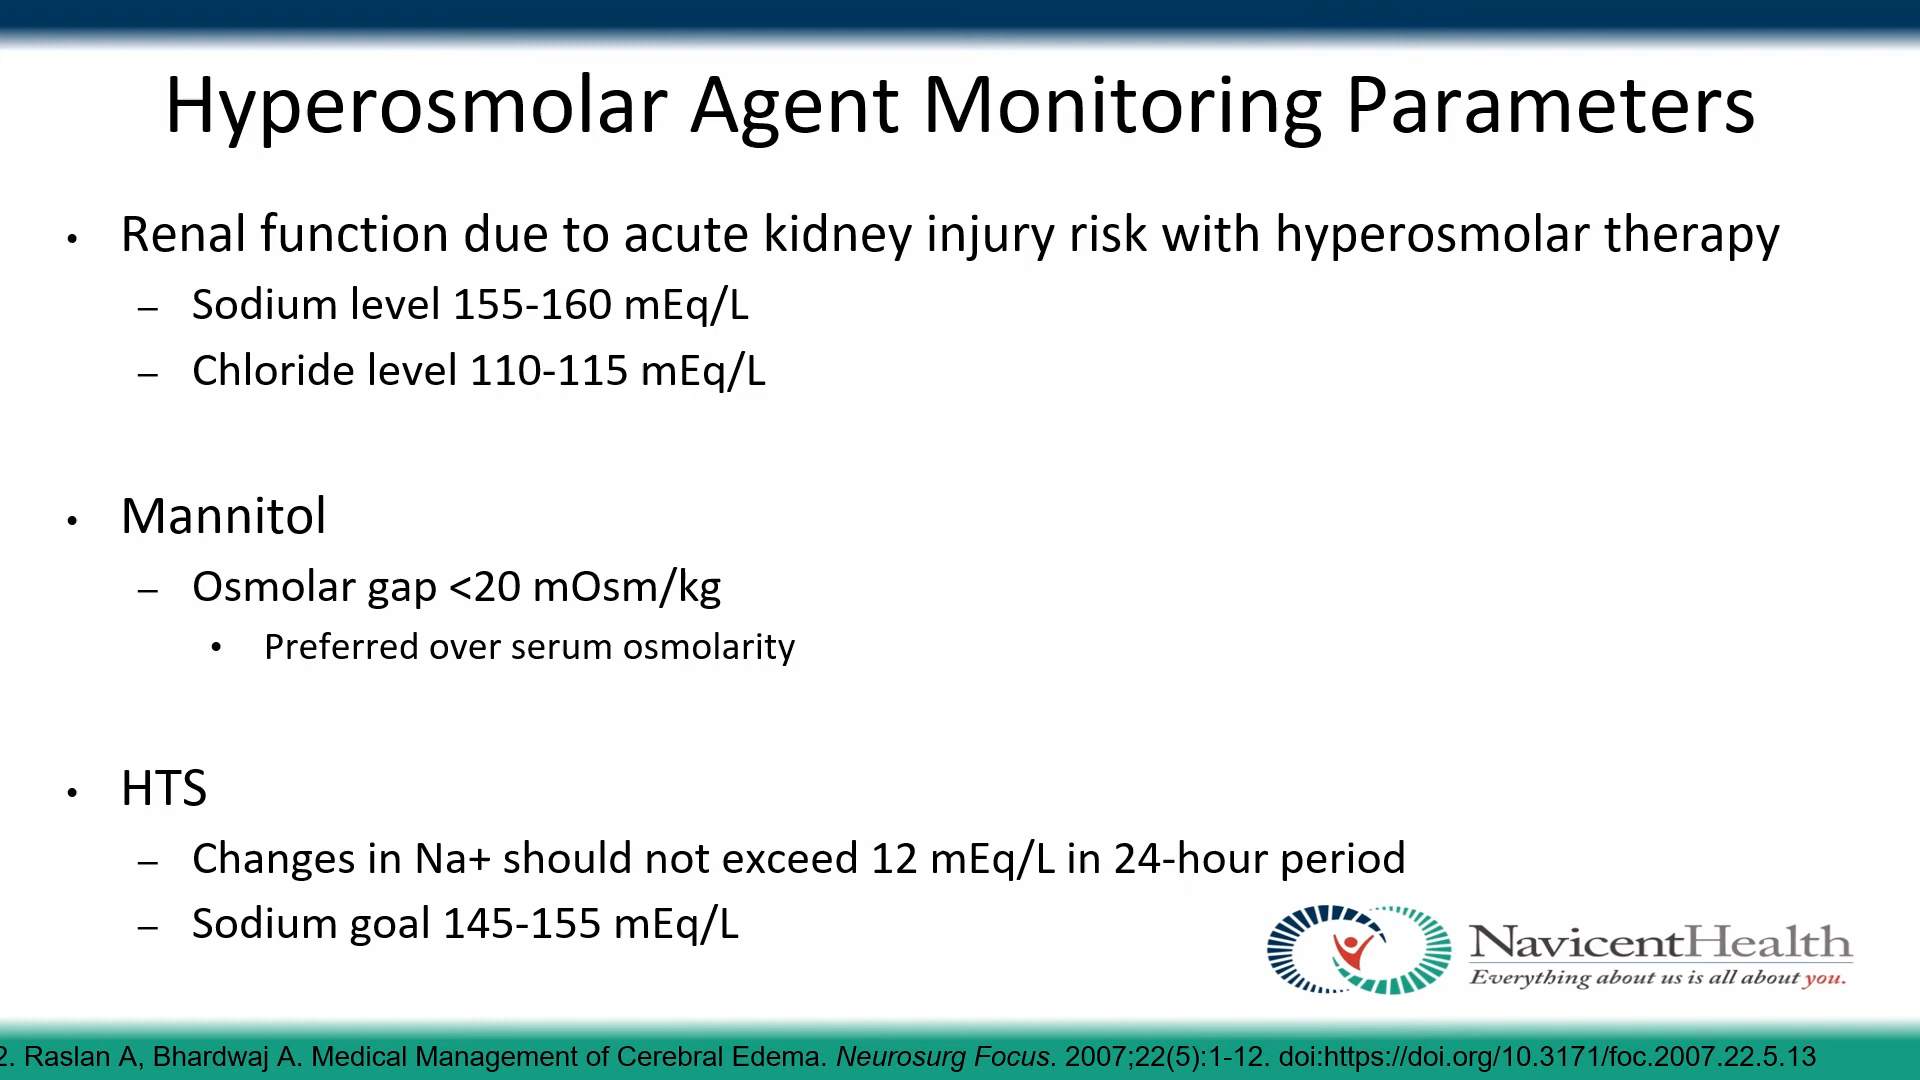 Hyperosmolar Agent Monitoring Parameters
• Renal function due to acute kidney injury risk with hyperosmolar therapy
– Sodium level 155-160 mEq/L
– Chloride level 110-115 mEq/L
• Mannitol
– Osmolar gap <20 mOsm/kg
• Preferred over serum osmolarity
• HTS
– Changes in Na+ should not exceed 12 mEq/L in 24-hour period
– Sodium goal 145-155 mEq/L
NavicentHealth
Everything about us is all about you.
2. Raslan A, Bhardwaj A. Medical Management of Cerebral Edema. Neurosurg Focus. 2007;22(5):1-12. doi:https://doi.org/10.3171/foc.2007.22.5.13